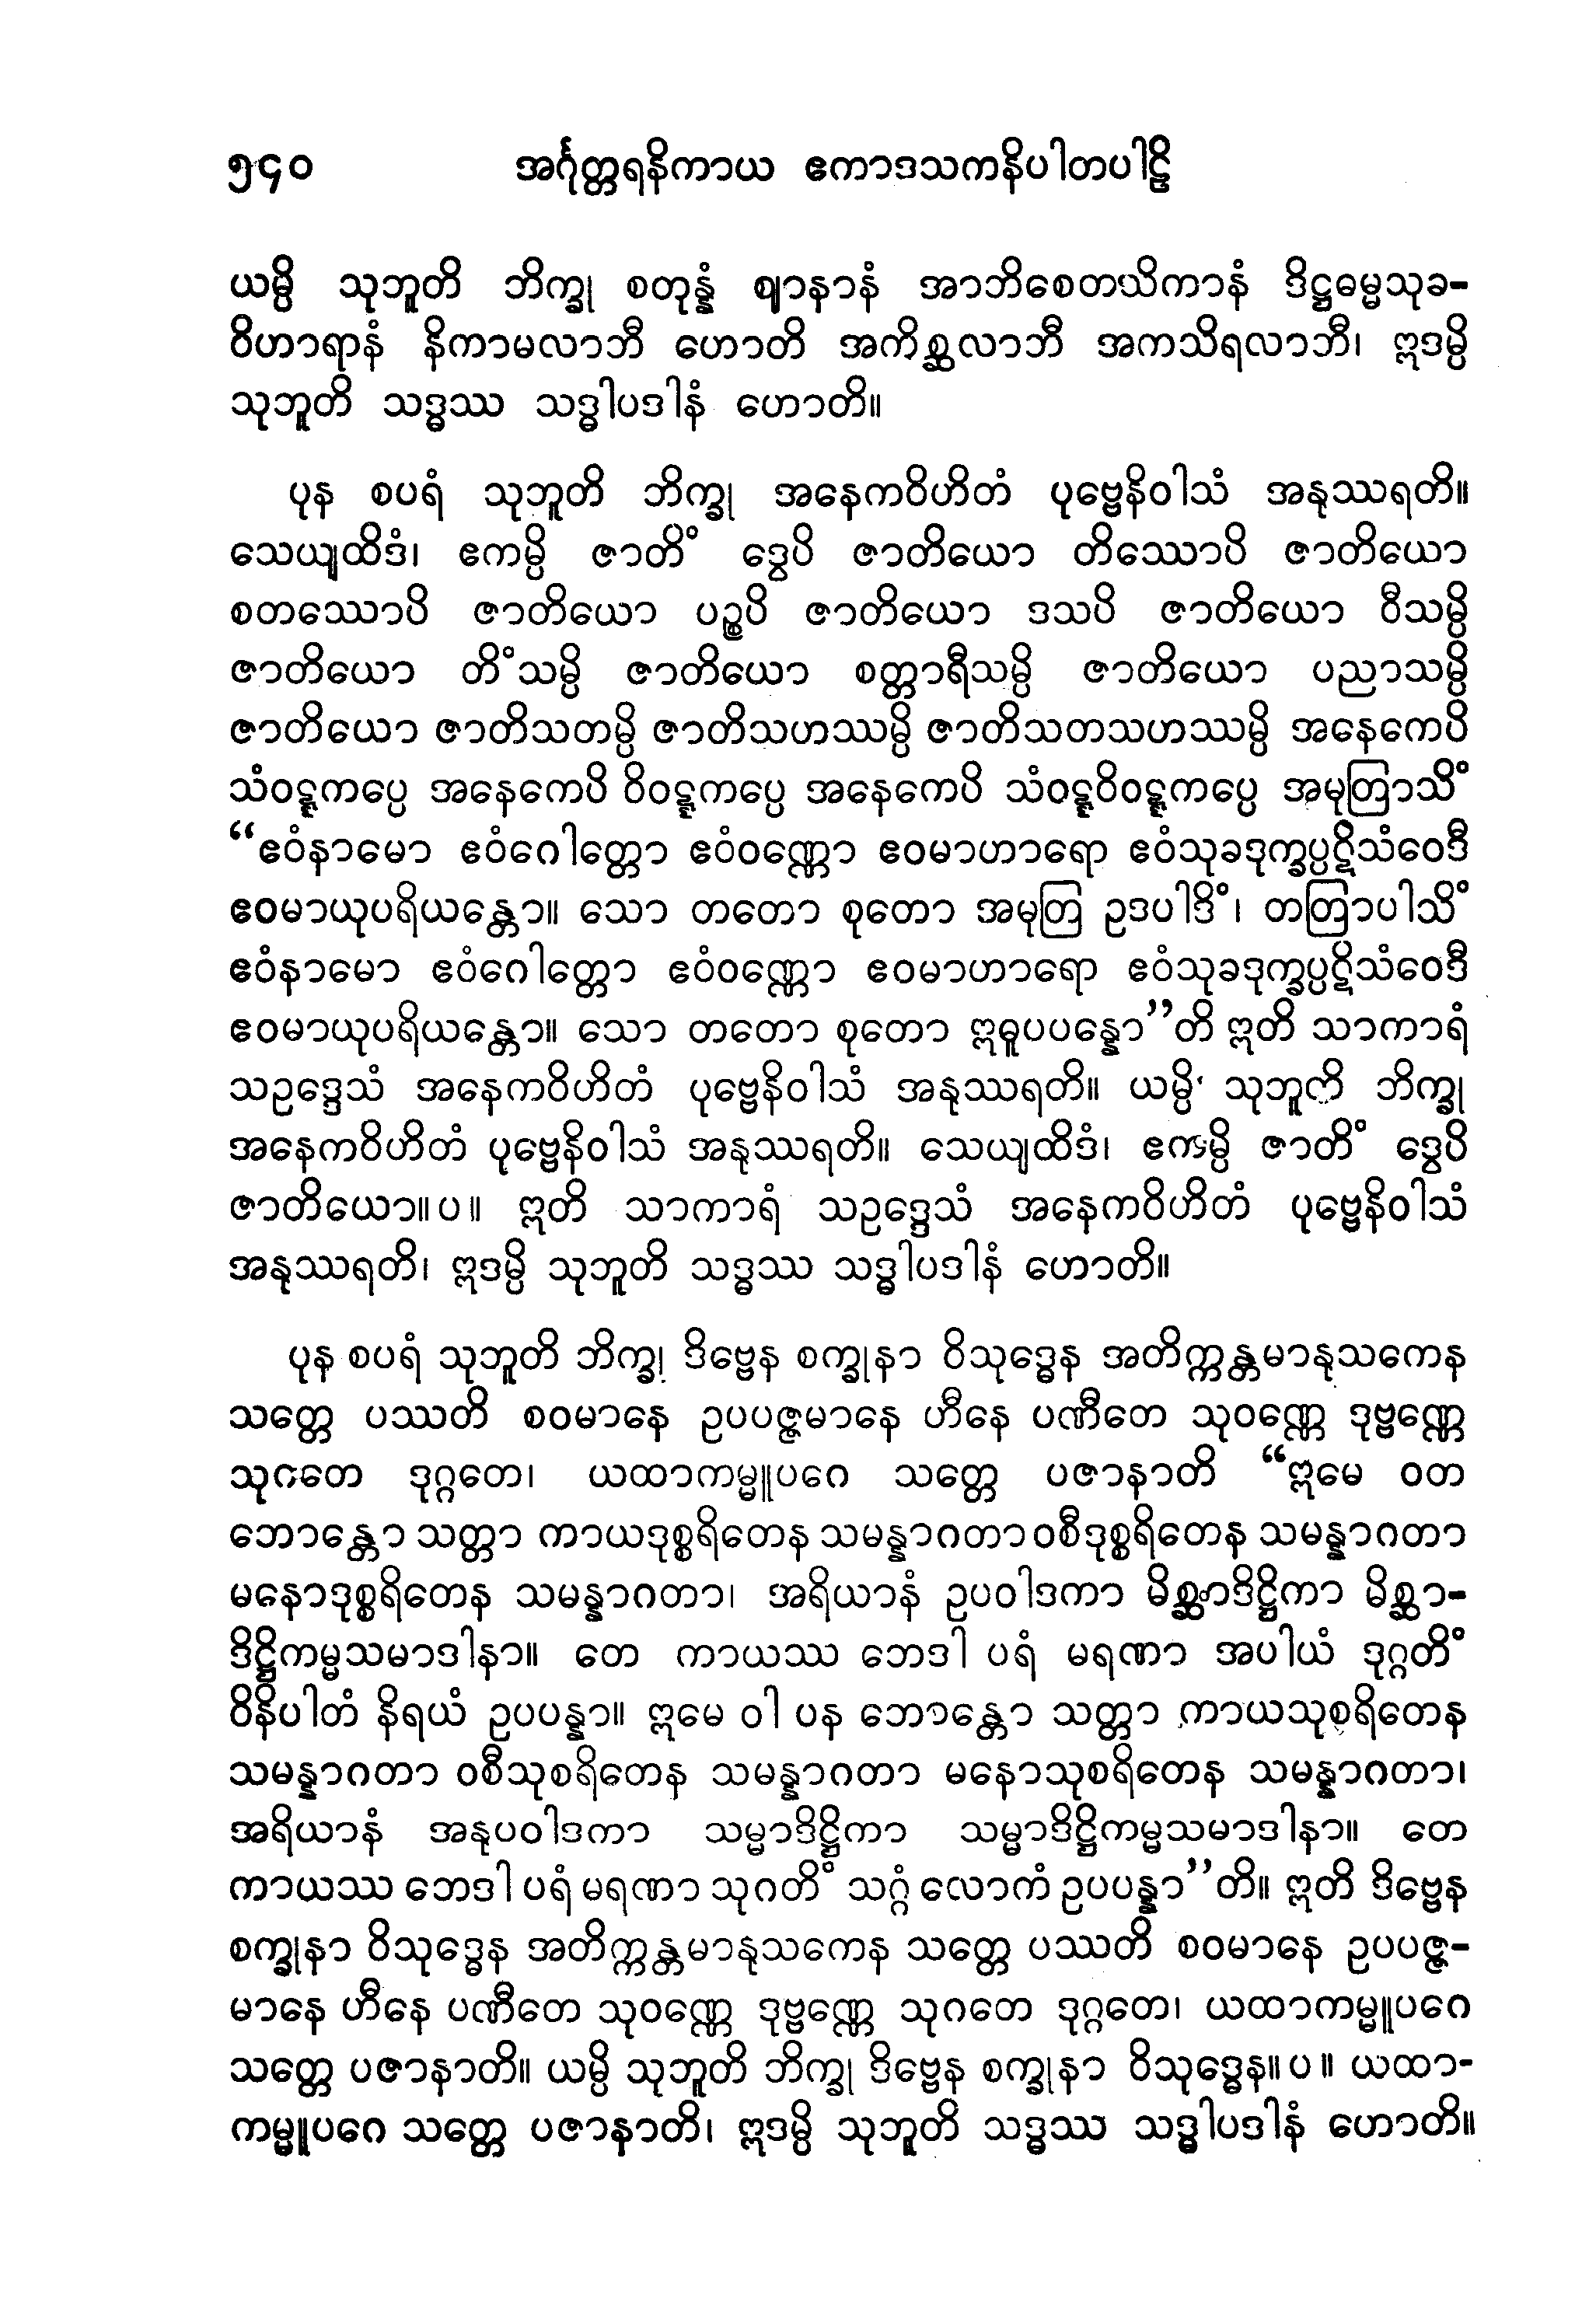 ၅၄၀ အင်္ဂုတ္တရနိကာယ ဧကာဒသကနိပါတပါဠိ
ယမ္ပိ သုဘူတိ ဘိက္ခု စတုန္နံ ဈာနာနံ အာဘိစေတသိကာနံ ဒိဋ္ဌဓမ္မသုခ-
ဝိဟာရာနံ နိကာမလာဘီ ဟောတိ အကိစ္ဆလာဘီ အကသိရလာဘီ၊ ဣဒမ္ပိ
သုဘူတိ သဒ္ဓဿ သဒ္ဓါပဒါနံ ဟောတိ။
ပုန စပရံ သုဘူတိ ဘိက္ခု အနေကဝိဟိတံ ပုဗ္ဗေနိဝါသံ အနုဿရတိ။
သေယျထိဒံ၊ ဧကမ္ပိ ဇာတိံ ဒွေပိ ဇာတိယော တိဿောပိ ဇာတိယော
စတဿောပိ ဇာတိယော ပဉ္စပိ ဇာတိယော ဒသပိ ဇာတိယော ဝီသမ္ပိ
ဇာတိယော တိံသမ္ပိ ဇာတိယော စတ္တာရီသမ္ပိ ဇာတိယော ပညာသမ္ပိ
ဇာတိယော ဇာတိသတမ္ပိ ဇာတိသဟဿမ္ပိ ဇာတိသတသဟဿမ္ပိ အနေကေပိ
သံဝဋ္ဋကပ္ပေ အနေကေပိ ဝိဝဋ္ဋကပ္ပေ အနေကေပိ သံဝဋ္ဋဝိဝဋ္ဋကပ္ပေ အမုတြာသိံ
“ဧဝံနာမော ဧဝံဂေါတ္တော ဧဝံဝဏ္ဏော ဧဝမာဟာရော ဧဝံသုခဒုက္ခပ္ပဋိသံဝေဒီ
ဧဝမာယုပရိယန္တော။ သော တတော စုတော အမုတြ ဥဒပါဒိံ၊ တတြာပါသိံ
ဧဝံနာမော ဧဝံဂေါတ္တော ဧဝံဝဏ္ဏော ဧဝမာဟာရော ဧဝံသုခဒုက္ခပ္ပဋိသံဝေဒီ
ဧဝမာယုပရိယန္တော။ သော တတော စုတော ဣဓူပပန္နော”တိ ဣတိ သာကာရံ
သဥဒ္ဒေသံ အနေကဝိဟိတံ ပုဗ္ဗေနိဝါသံ အနုဿရတိ။ ယမ္ပိ သုဘူတိ ဘိက္ခု
အနေကဝိဟိတံ ပုဗ္ဗေနိဝါသံ အနုဿရတိ။ သေယျထိဒံ၊ ဧကမ္ပိ ဇာတိံ ဒွေပိ
ဇာတိယော။ ပ။ ဣတိ သာကာရံ သဥဒ္ဒေသံ အနေကဝိဟိတံ ပုဗ္ဗေနိဝါသံ
အနုဿရတိ၊ ဣဒမ္ပိ သုဘူတိ သဒ္ဓဿ သဒ္ဓါပဒါနံ ဟောတိ။
ပုန စပရံ သုဘူတိ ဘိက္ခု ဒိဗ္ဗေန စက္ခုနာ ဝိသုဒ္ဓေန အတိက္ကန္တမာနုသကေန
သတ္တေ ပဿတိ စဝမာနေ ဥပပဇ္ဇမာနေ ဟီနေ ပဏီတေ သုဝဏ္ဏေ ဒုဗ္ဗဏ္ဏေ
သုဂတေ ဒုဂ္ဂတေ၊ ယထာကမ္မူပဂေ သတ္တေ ပဇာနာတိ “ဣမေ ဝတ
ဘောန္တော သတ္တာ ကာယဒုစ္စရိတေန သမန္နာဂတာ ဝစီဒုစ္စရိတေန သမန္နာဂတာ
မနောဒုစ္စရိတေန သမန္နာဂတာ၊ အရိယာနံ ဥပဝါဒကာ မိစ္ဆာဒိဋ္ဌိကာ မိစ္ဆာ-
ဒိဋ္ဌိကမ္မသမာဒါနာ။ တေ ကာယဿ ဘေဒါ ပရံ မရဏာ အပါယံ ဒုဂ္ဂတိံ
ဝိနိပါတံ နိရယံ ဥပပန္နာ။ ဣမေ ဝါ ပန ဘောန္တော သတ္တာ ကာယသုစရိတေန
သမန္နာဂတာ ဝစီသုစရိတေန သမန္နာဂတာ မနောသုစရိတေန သမန္နာဂတာ၊
အရိယာနံ အနုပဝါဒကာ သမ္မာဒိဋ္ဌိကာ သမ္မာဒိဋ္ဌိကမ္မသမာဒါနာ။ တေ
ကာယဿ ဘေဒါ ပရံ မရဏာ သုဂတိံ သဂ္ဂံ လောကံ ဥပပန္နာ”တိ။ ဣတိ ဒိဗ္ဗေန
စက္ခုနာ ဝိသုဒ္ဓေန အတိက္ကန္တမာနုသကေန သတ္တေ ပဿတိ စဝမာနေ ဥပပဇ္ဇ-
မာနေ ဟီနေ ပဏီတေ သုဝဏ္ဏေ ဒုဗ္ဗဏ္ဏေ သုဂတေ ဒုဂ္ဂတေ၊ ယထာကမ္မူပဂေ
သတ္တေ ပဇာနာတိ။ ယမ္ပိ သုဘူတိ ဘိက္ခု ဒိဗ္ဗေန စက္ခုနာ ဝိသုဒ္ဓေန။ ပ။ ယထာ-
ကမ္မူပဂေ သတ္တေ ပဇာနာတိ၊ ဣဒမ္ပိ သုဘူတိ သဒ္ဓဿ သဒ္ဓါပဒါနံ ဟောတိ။